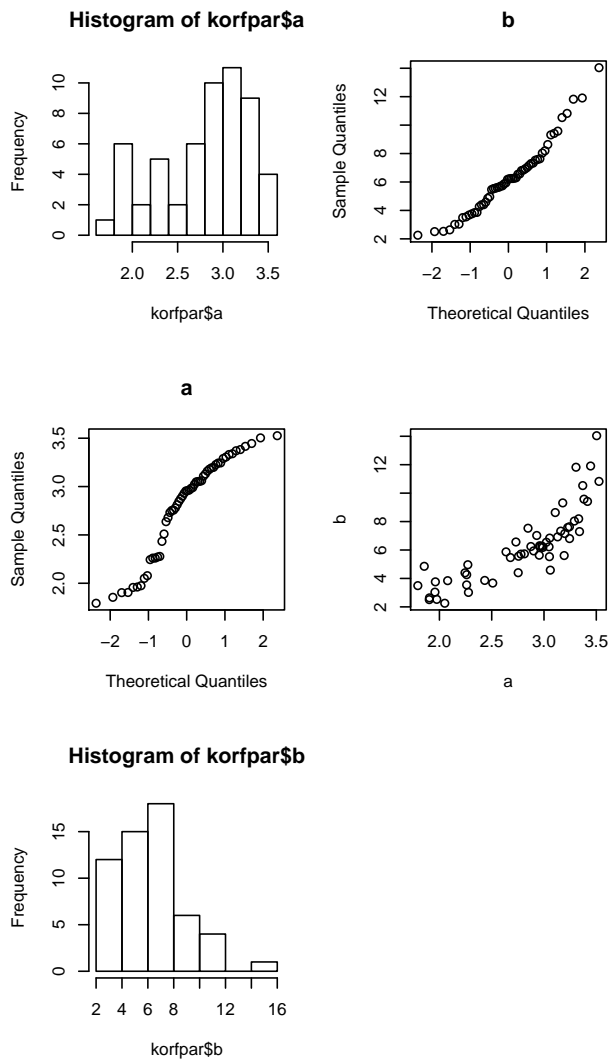 Histogram of korfpar$a
Frequency
0 2 4 6 8 10
2.0 2.5 3.0 3.5
korfpar$a
b
Sample Quantiles
2 4 6 8 12
−2 −1 0 1 2
Theoretical Quantiles
a
Sample Quantiles
2.0 2.5 3.0 3.5
−2 −1 0 1 2
Theoretical Quantiles
b
2 4 6 8 12
2.0 2.5 3.0 3.5
a
Histogram of korfpar$b
Frequency
0 5 10 15
2 4 6 8 12 16
korfpar$b